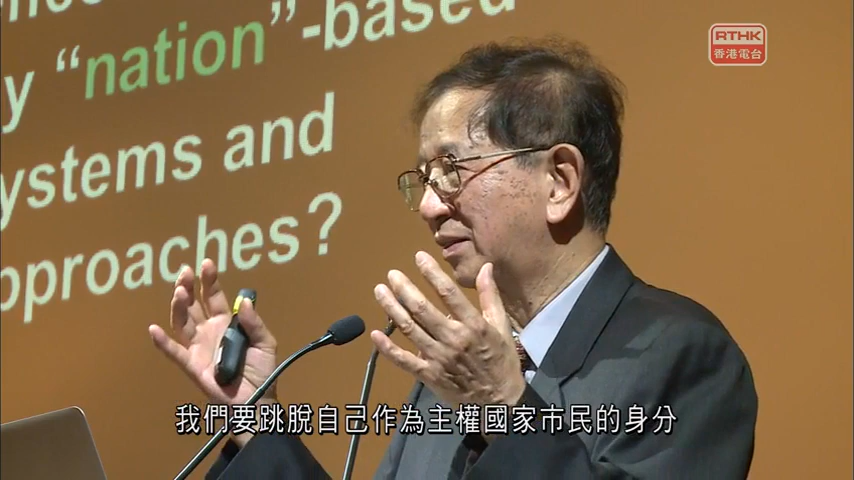 RTHK
香港電台
"nation"-based
ystems and
pproaches?
我們要跳脫自己作為主權國家市民的身分